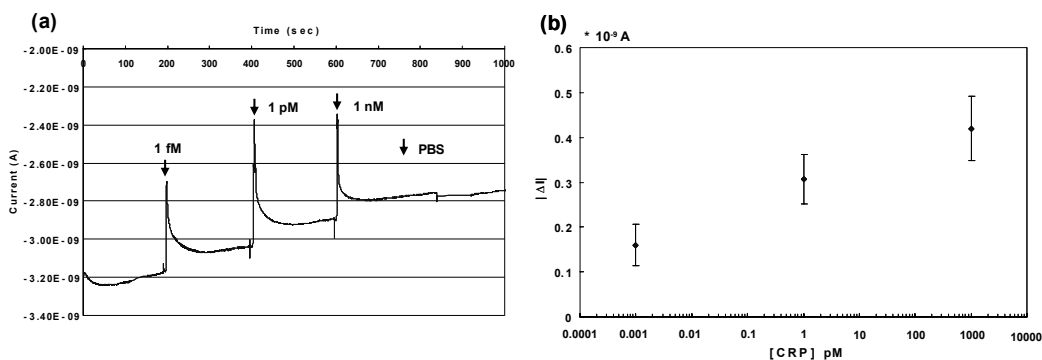 (a)
Time (sec)
-2.00E-09
0 100 200 300 400 500 600 700 800 900 1000
-2.20E-09
-2.40E-09
-2.60E-09
-2.80E-09
-3.00E-09
-3.20E-09
-3.40E-09
Current (A)
1 fM
1 pM
1 nM
PBS
(b)
* 10-9 A
0.6
0.5
0.4
0.3
0.2
0.1
0
|ΔI|
0.0001 0.001 0.01 0.1 1 10 100 1000 10000
[CRP] pM